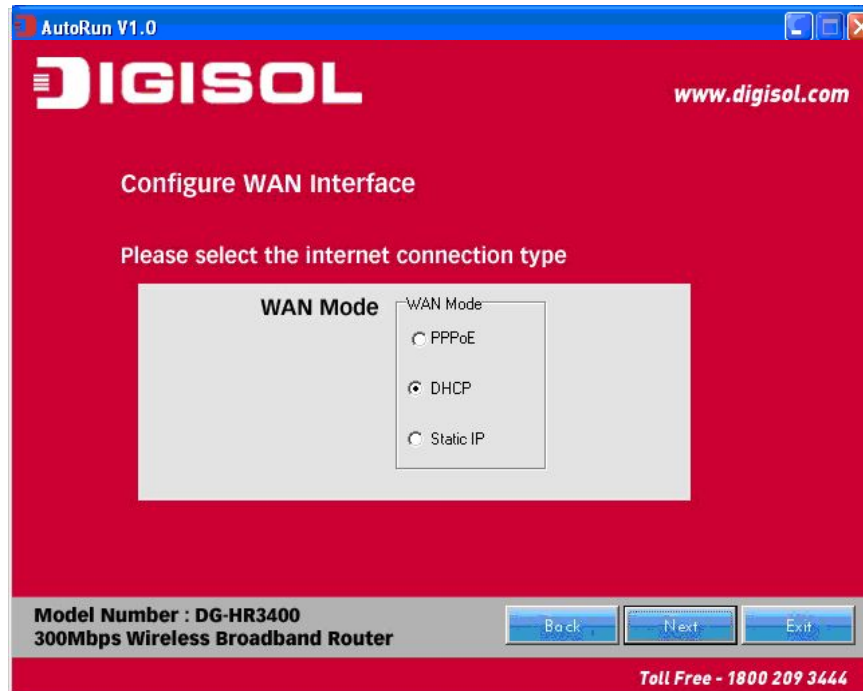 AutoRun V1.0
DIGISOL
www.digisol.com
Configure WAN Interface
Please select the internet connection type
WAN Mode
WAN Mode
PPPoE
DHCP
Static IP
Model Number : DG-HR3400
300Mbps Wireless Broadband Router
Back
Next
Exit
Toll Free - 1800 209 3444